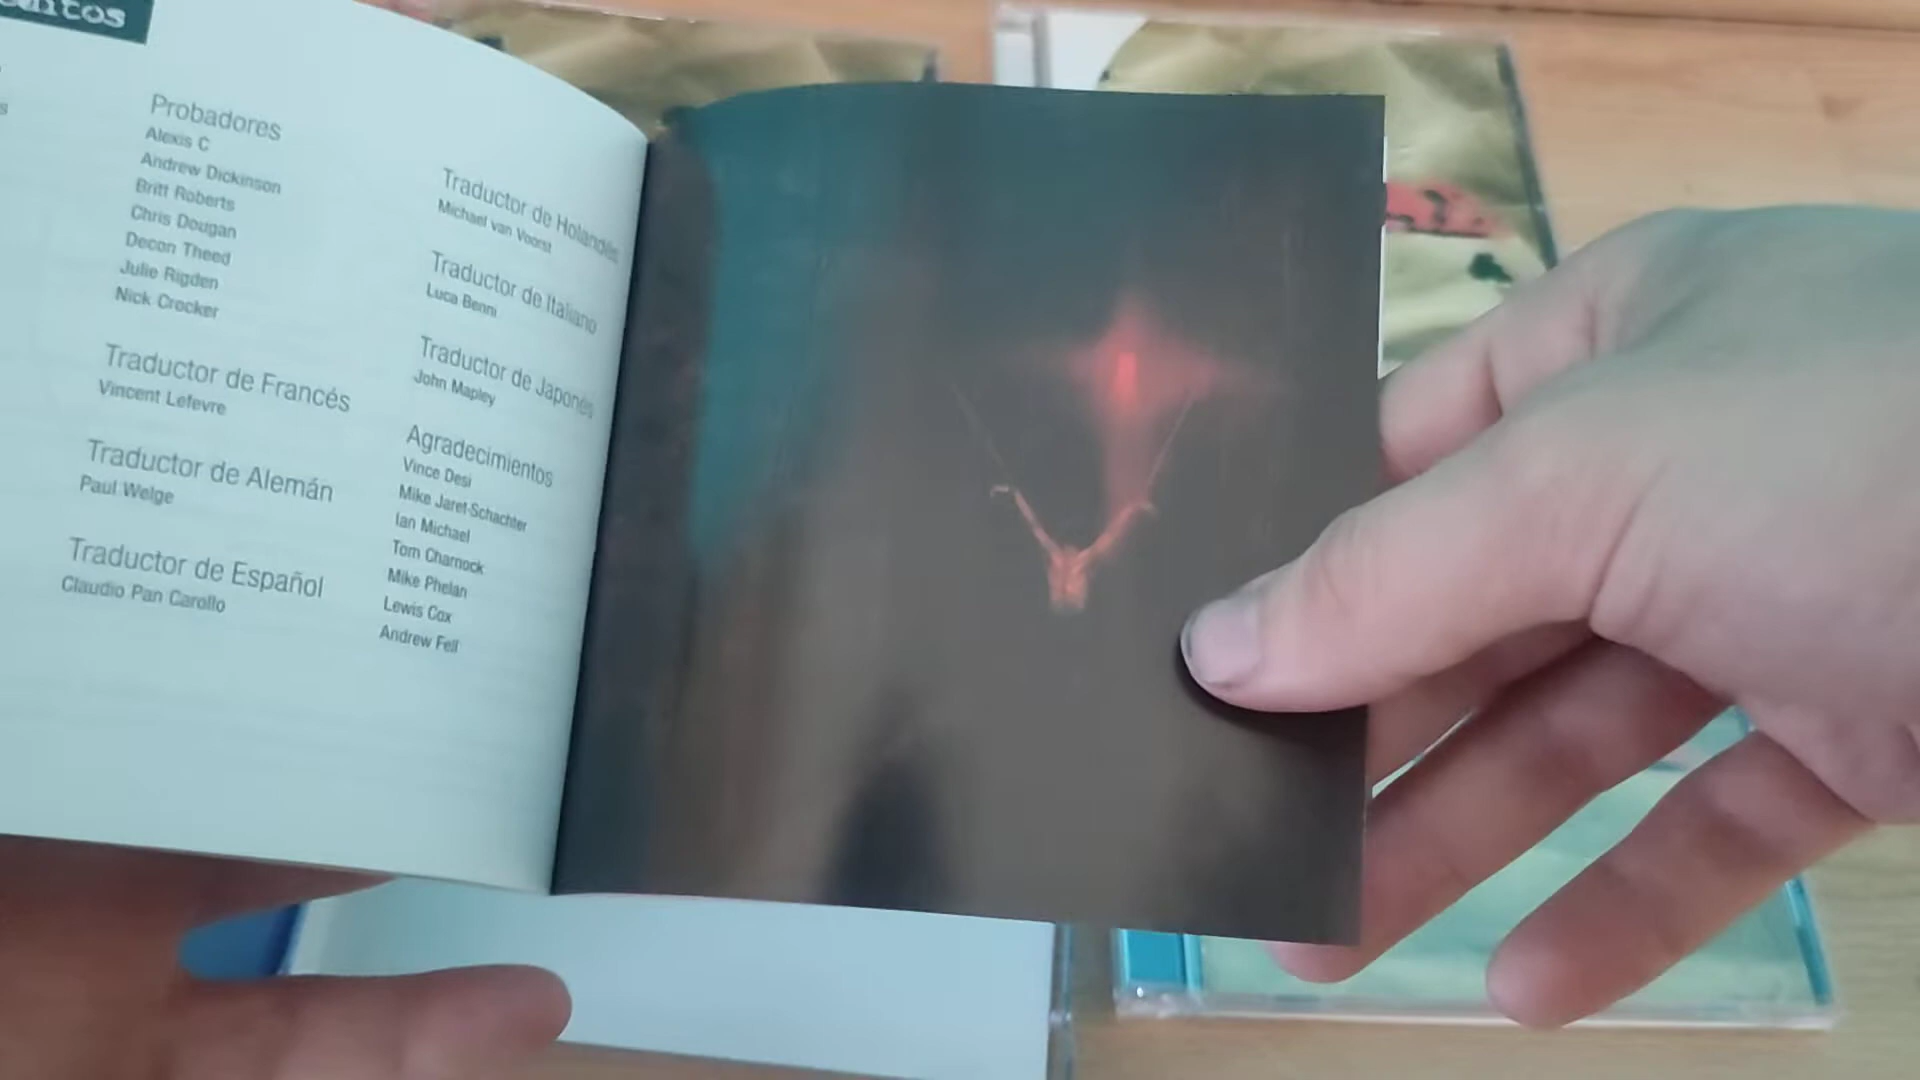 Probadores
Alexis C
Andrew Dickinson
Britt Roberts
Chris Dougan
Decon Theed
Julie Rigden
Nick Crocker
Traductor de Francés
Vincent Lefevre
Traductor de Alemán
Paul Welge
Traductor de Español
Claudio Pan Carollo
Traductor de Holandés
Michael van Voorst
Traductor de Italiano
Luca Benni
Traductor de Japonés
John Mapley
Agradecimientos
Vince Desi
Mike Jaret-Schachter
Ian Michael
Tom Charnock
Mike Phelan
Lewis Cox
Andrew Fell